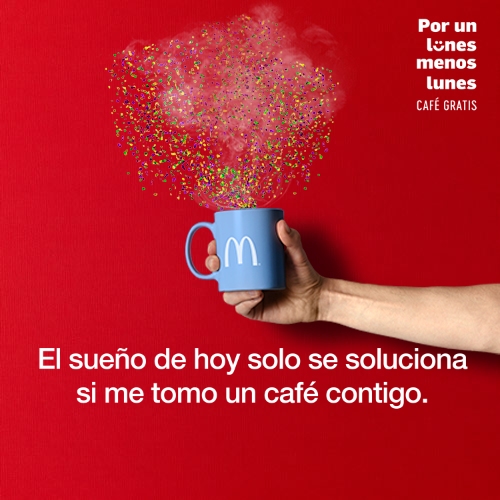 Por un
lunes
menos
lunes
CAFÉ GRATIS
M
El sueño de hoy solo se soluciona
si me tomo un café contigo.